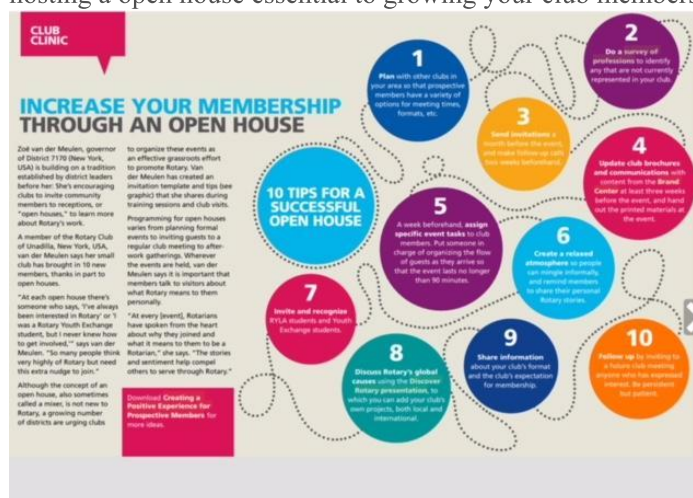 hosting a open house essential to growing your club members
CLUB
CLINIC
INCREASE YOUR MEMBERSHIP
THROUGH AN OPEN HOUSE
Zoë van der Meulen, governor
of District 7170 (New York,
USA) is building on a tradition
established by district leaders
before her. She's encouraging
clubs to invite community
members to receptions, or
"open houses," to learn more
about Rotary's work.
A member of the Rotary Club
of Unadilla, New York, USA,
van der Meulen says her small
club has brought in 10 new
members, thanks in part to
open houses.
"At each open house there's
someone who says, 'I've always
been interested in Rotary' or 'I
was a Rotary Youth Exchange
student, but I never knew how
to get involved,'" says van der
Meulen. "So many people think
very highly of Rotary but need
this extra nudge to join."
Although the concept of an
open house, also sometimes
called a mixer, is not new to
Rotary, a growing number
of districts are urging clubs
to organize these events as
an effective grassroots effort
to promote Rotary. Van
der Meulen has created an
invitation template and tips (see
graphic) that she shares during
training sessions and club visits.
Programming for open houses
varies from planning formal
events to inviting guests to a
regular club meeting to after-
work gatherings. Wherever
the events are held, van der
Meulen says it is important that
members talk to visitors about
what Rotary means to them
personally.
"At every [event], Rotarians
have spoken from the heart
about why they joined and
what it means to them to be a
Rotarian," she says. "The stories
and sentiment help compel
others to serve through Rotary."
Download Creating a
Positive Experience for
Prospective Members for
more ideas.
10 TIPS FOR A
SUCCESSFUL
OPEN HOUSE
1
Plan with other clubs in
your area so that prospective
members have a variety of
options for meeting times,
formats, etc.
2
Do a survey of
professions to identify
any that are not currently
represented in your club.
3
Send invitations a
month before the event,
and make follow-up calls
two weeks beforehand.
4
Update club brochures
and communications with
content from the Brand
Center at least three weeks
before the event, and hand
out the printed materials at
the event.
5
A week beforehand, assign
specific event tasks to club
members. Put someone in
charge of organizing the flow
of guests as they arrive so
that the event lasts no longer
than 90 minutes.
6
Create a relaxed
atmosphere so people
can mingle informally,
and remind members
to share their personal
Rotary stories.
7
Invite and recognize
RYLA students and Youth
Exchange students.
8
Discuss Rotary's global
causes using the Discover
Rotary presentation, to
which you can add your club's
own projects, both local and
international.
9
Share information
about your club's format
and the club's expectation
for membership.
10
Follow up by inviting to
a future club meeting
anyone who has expressed
interest. Be persistent
but patient.